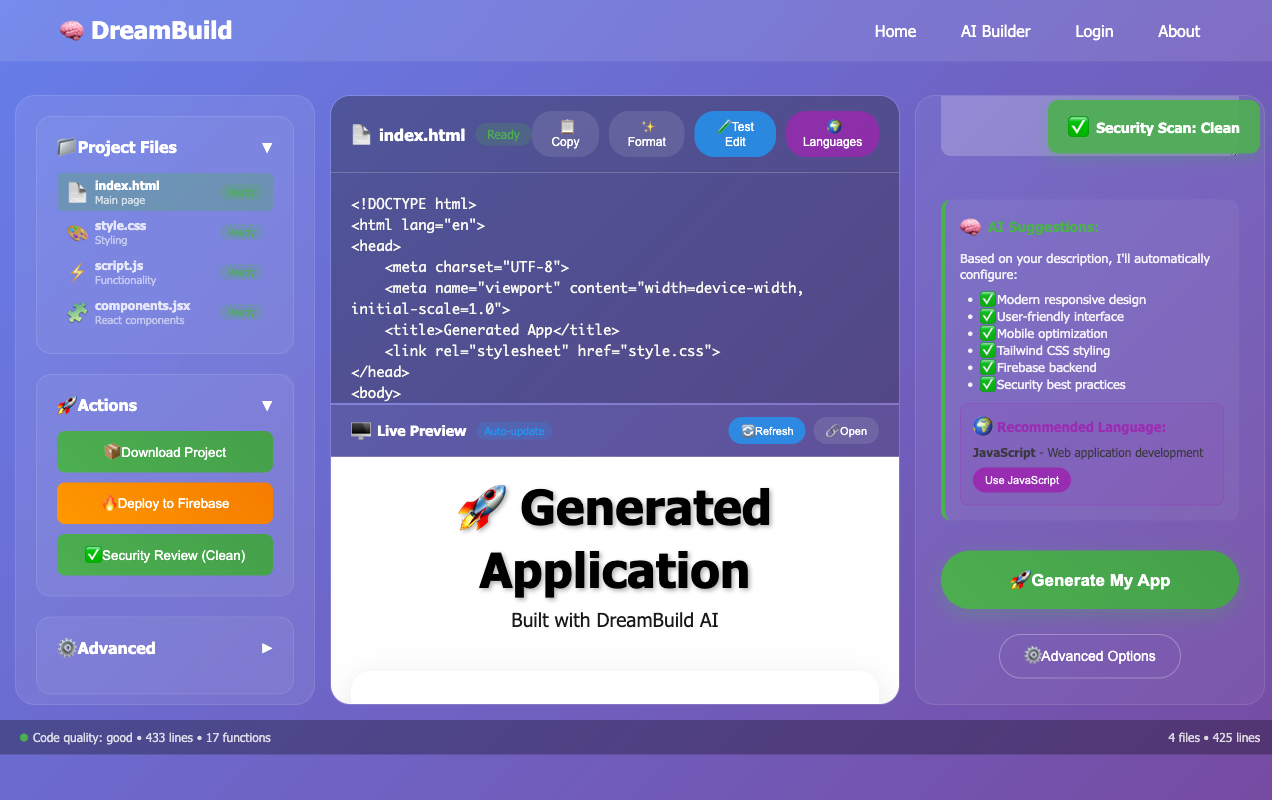 DreamBuild
Home
AI Builder
Login
About
Project Files
index.html
Main page
style.css
Styling
script.js
Functionality
components.jsx
React components
Actions
Download Project
Deploy to Firebase
Security Review (Clean)
Advanced
index.html
Ready
Copy
Format
Test
Edit
Languages
<!DOCTYPE html>
<html lang="en">
<head>
    <meta charset="UTF-8">
    <meta name="viewport" content="width=device-width,
initial-scale=1.0">
    <title>Generated App</title>
    <link rel="stylesheet" href="style.css">
</head>
<body>
Live Preview
Auto-update
Refresh
Open
Generated
Application
Built with DreamBuild AI
Security Scan: Clean
AI Suggestions:
Based on your description, I'll automatically
configure:
• Modern responsive design
• User-friendly interface
• Mobile optimization
• Tailwind CSS styling
• Firebase backend
• Security best practices
Recommended Language:
JavaScript - Web application development
Use JavaScript
Generate My App
Advanced Options
Code quality: good • 433 lines • 17 functions
4 files • 425 lines